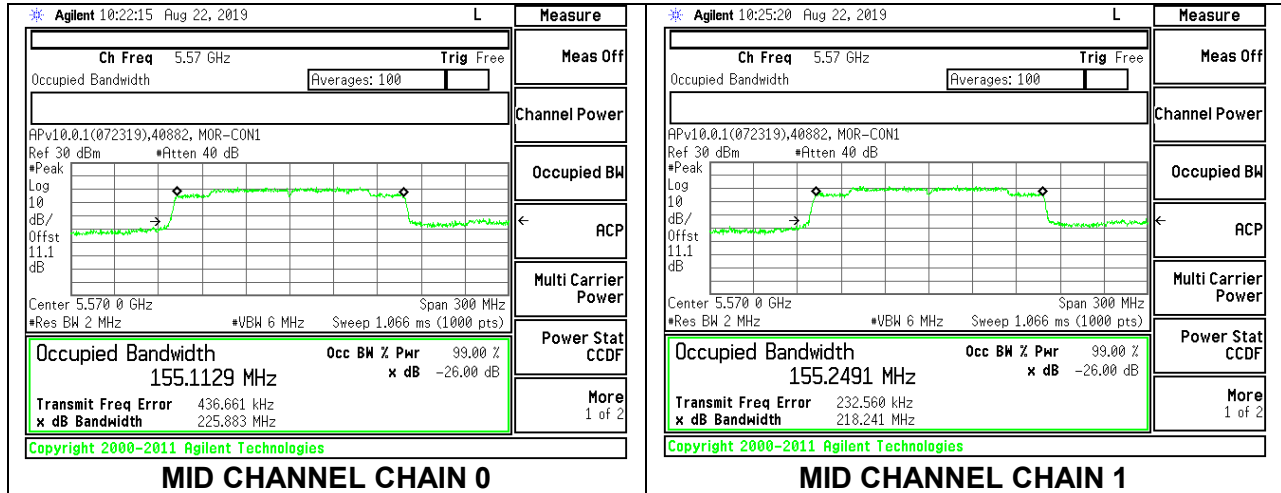 Agilent 10:22:15 Aug 22, 2019 L
Measure
Ch Freq 5.57 GHz Trig Free
Occupied Bandwidth Averages: 100
APv10.0.1(072319),40882, MOR-CON1
Ref 30 dBm #Atten 40 dB
#Peak
Log
10
dB/
Offst
11.1
dB
Center 5.570 0 GHz Span 300 MHz
#Res BW 2 MHz #VBW 6 MHz Sweep 1.066 ms (1000 pts)
Occupied Bandwidth Occ BW % Pwr 99.00 %
155.1129 MHz x dB -26.00 dB
Transmit Freq Error 436.661 kHz
x dB Bandwidth 225.883 MHz
Copyright 2000-2011 Agilent Technologies
Meas Off
Channel Power
Occupied BW
ACP
Multi Carrier
Power
Power Stat
CCDF
More
1 of 2
MID CHANNEL CHAIN 0
Agilent 10:25:20 Aug 22, 2019 L
Measure
Ch Freq 5.57 GHz Trig Free
Occupied Bandwidth Averages: 100
APv10.0.1(072319),40882, MOR-CON1
Ref 30 dBm #Atten 40 dB
#Peak
Log
10
dB/
Offst
11.1
dB
Center 5.570 0 GHz Span 300 MHz
#Res BW 2 MHz #VBW 6 MHz Sweep 1.066 ms (1000 pts)
Occupied Bandwidth Occ BW % Pwr 99.00 %
155.2491 MHz x dB -26.00 dB
Transmit Freq Error 232.560 kHz
x dB Bandwidth 218.241 MHz
Copyright 2000-2011 Agilent Technologies
Meas Off
Channel Power
Occupied BW
ACP
Multi Carrier
Power
Power Stat
CCDF
More
1 of 2
MID CHANNEL CHAIN 1